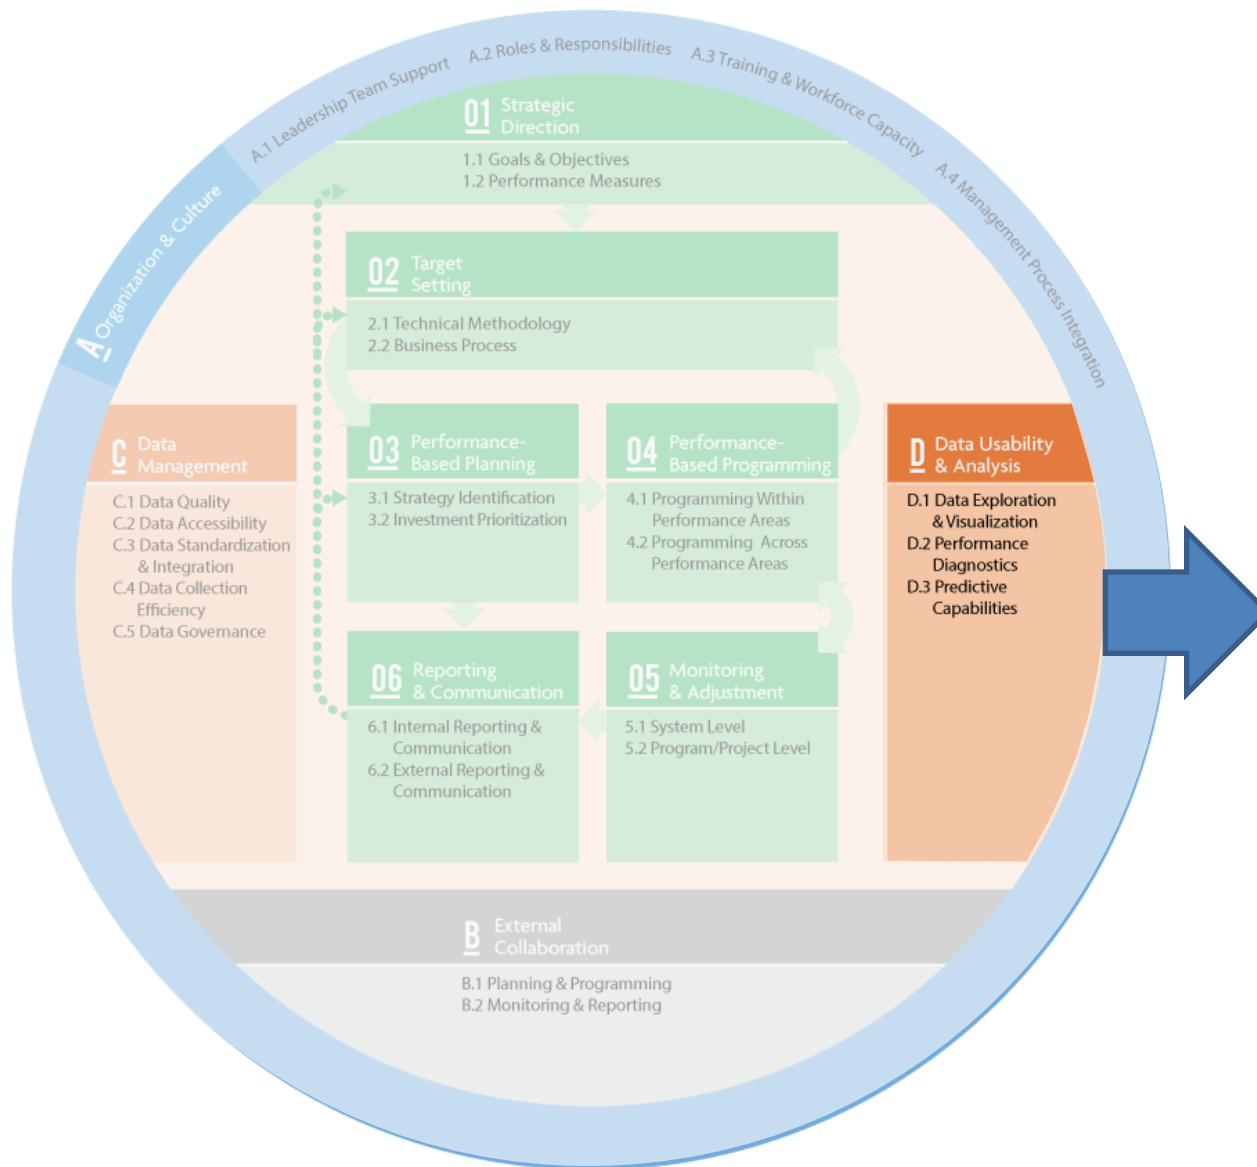 A.1 Leadership Team Support
A.2 Roles & Responsibilities
A.3 Training & Workforce Capacity
A.4 Management Process Integration
A Organization & Culture
01 Strategic
Direction
1.1 Goals & Objectives
1.2 Performance Measures
02 Target
Setting
2.1 Technical Methodology
2.2 Business Process
C Data
Management
C.1 Data Quality
C.2 Data Accessibility
C.3 Data Standardization
& Integration
C.4 Data Collection
Efficiency
C.5 Data Governance
03 Performance-
Based Planning
3.1 Strategy Identification
3.2 Investment Prioritization
04 Performance-
Based Programming
4.1 Programming Within
Performance Areas
4.2 Programming Across
Performance Areas
D Data Usability
& Analysis
D.1 Data Exploration
& Visualization
D.2 Performance
Diagnostics
D.3 Predictive
Capabilities
06 Reporting
& Communication
6.1 Internal Reporting &
Communication
6.2 External Reporting &
Communication
05 Monitoring
& Adjustment
5.1 System Level
5.2 Program/Project Level
B External
Collaboration
B.1 Planning & Programming
B.2 Monitoring & Reporting